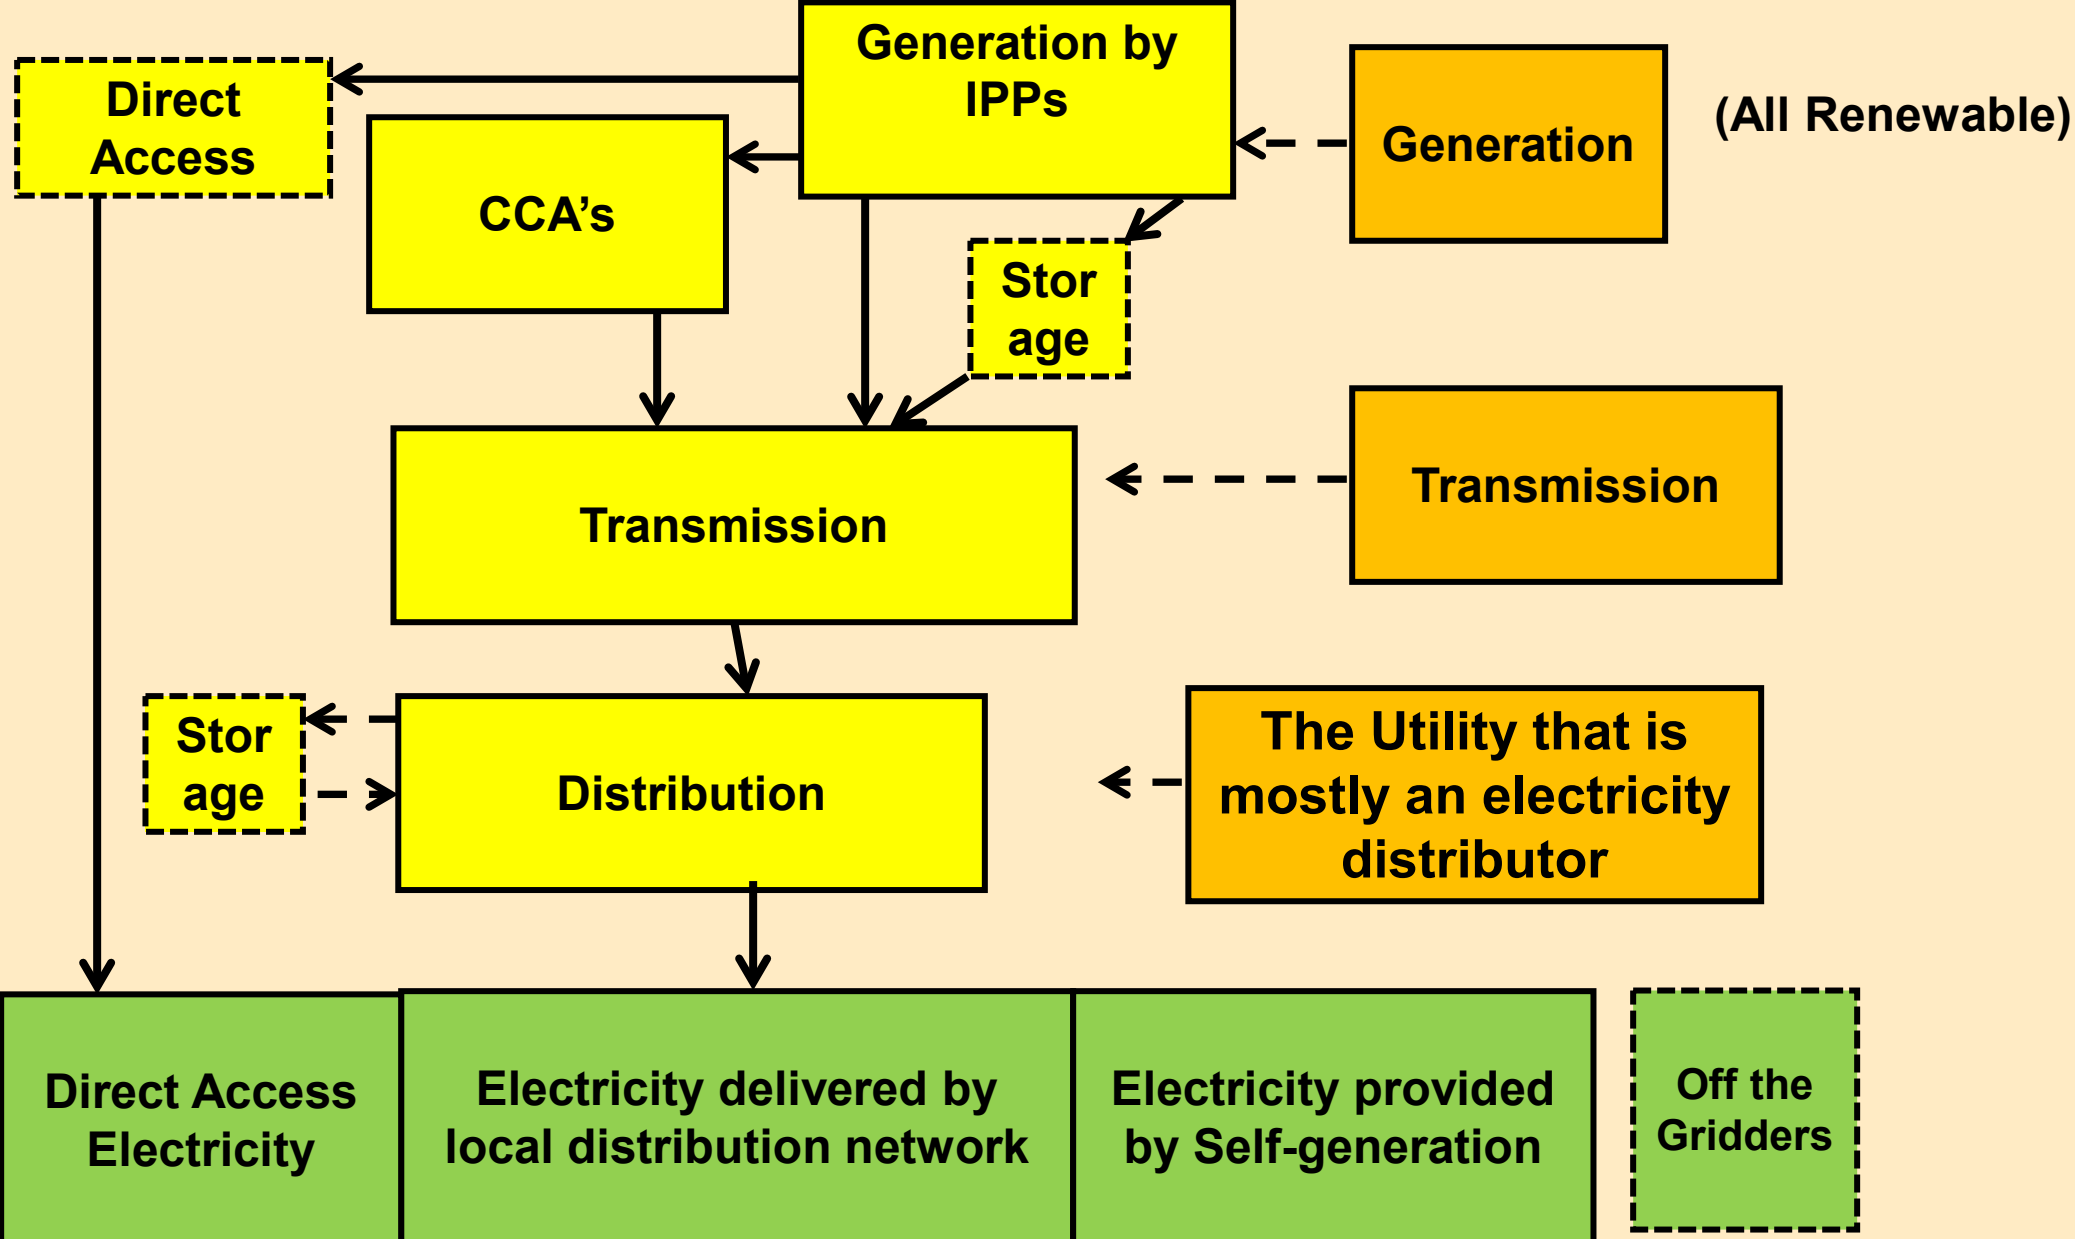 Generation by
IPPs
Direct
Access
CCA’s
Generation
(All Renewable)
Stor
age
Transmission
Transmission
Stor
age
Distribution
The Utility that is
mostly an electricity
distributor
Direct Access
Electricity
Electricity delivered by
local distribution network
Electricity provided
by Self-generation
Off the
Gridders